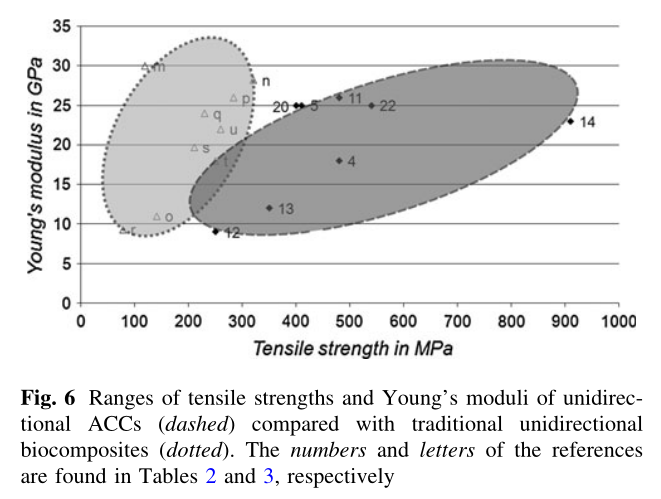 35
30
25
20
15
10
5
0
Young's modulus in GPa
m
n
p
q
u
s
t
o
r
20
5
11
22
14
4
13
12
0 100 200 300 400 500 600 700 800 900 1000
Tensile strength in MPa
Fig. 6 Ranges of tensile strengths and Young's moduli of unidirec-
tional ACCs (dashed) compared with traditional unidirectional
biocomposites (dotted). The numbers and letters of the references
are found in Tables 2 and 3, respectively